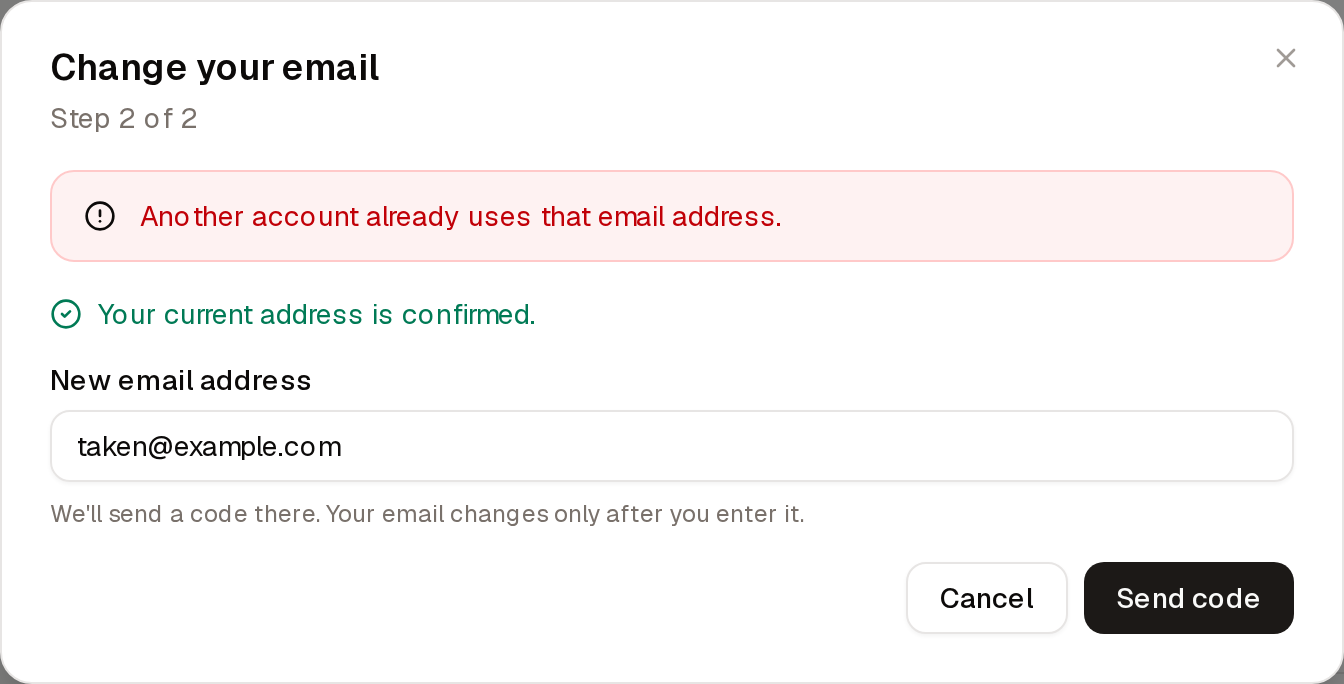 Change your email
Step 2 of 2
Another account already uses that email address.
Your current address is confirmed.
New email address
taken@example.com
We'll send a code there. Your email changes only after you enter it.
Cancel
Send code